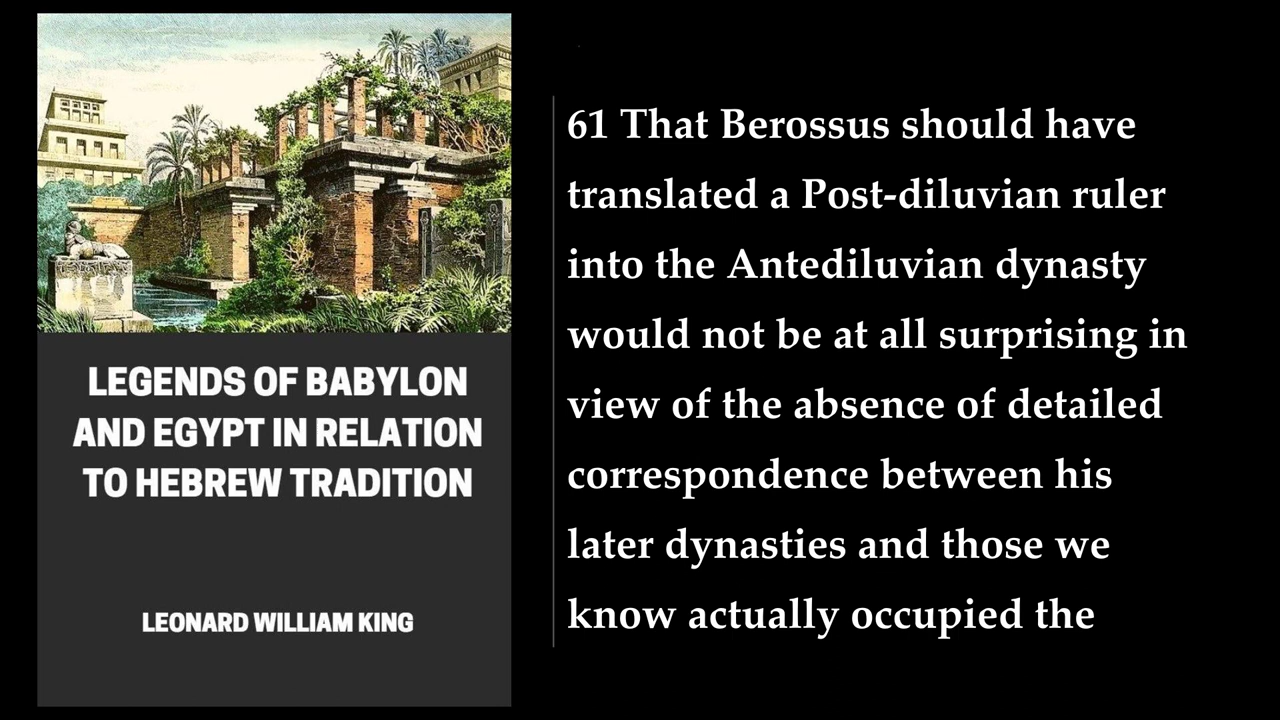 LEGENDS OF BABYLON
AND EGYPT IN RELATION
TO HEBREW TRADITION
LEONARD WILLIAM KING
61 That Berossus should have
translated a Post-diluvian ruler
into the Antediluvian dynasty
would not be at all surprising in
view of the absence of detailed
correspondence between his
later dynasties and those we
know actually occupied the